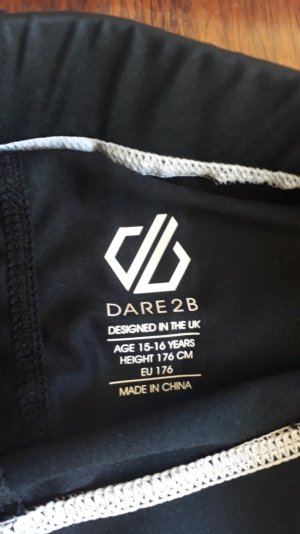 DARE 2B
DESIGNED IN THE UK
AGE 15-16 YEARS
HEIGHT 176 CM
EU 176
MADE IN CHINA